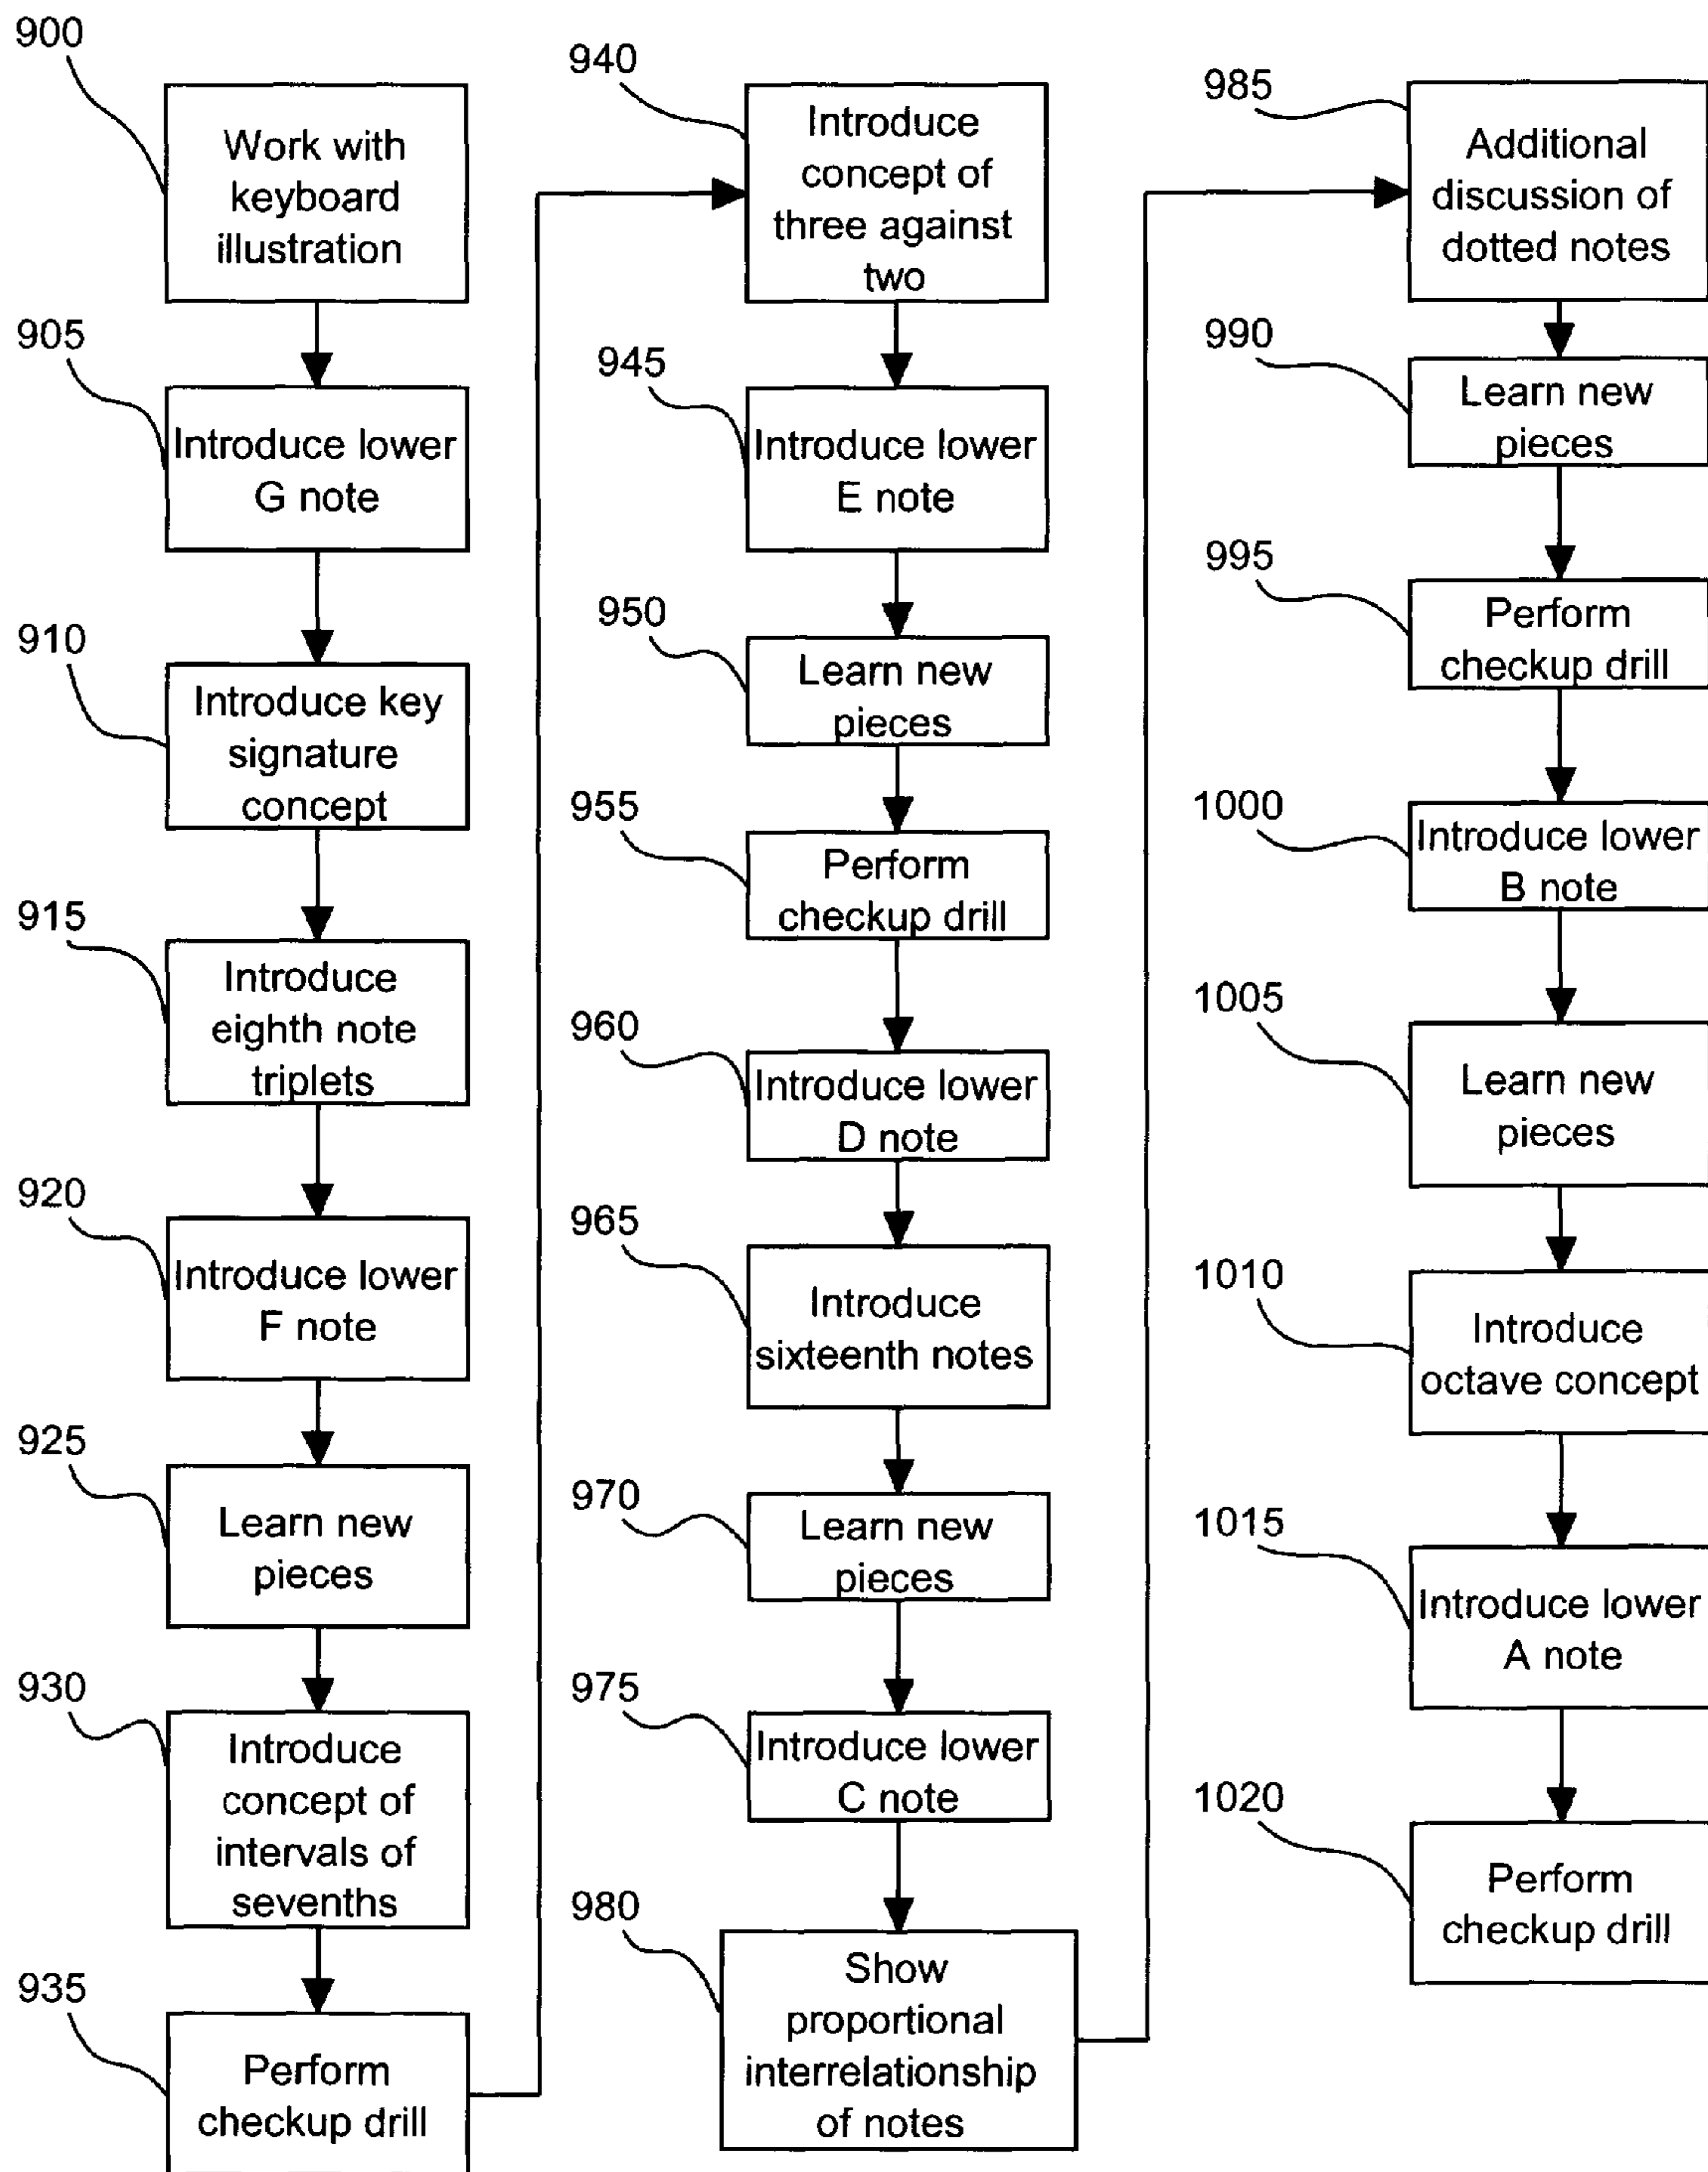 900
Work with
keyboard
illustration
905
Introduce lower
G note
910
Introduce key
signature
concept
915
Introduce
eighth note
triplets
920
Introduce lower
F note
925
Learn new
pieces
930
Introduce
concept of
intervals of
sevenths
935
Perform
checkup drill
940
Introduce
concept of
three against
two
945
Introduce lower
E note
950
Learn new
pieces
955
Perform
checkup drill
960
Introduce lower
D note
965
Introduce
sixteenth notes
970
Learn new
pieces
975
Introduce lower
C note
980
Show
proportional
interrelationship
of notes
985
Additional
discussion of
dotted notes
990
Learn new
pieces
995
Perform
checkup drill
1000
Introduce lower
B note
1005
Learn new
pieces
1010
Introduce
octave concept
1015
Introduce lower
A note
1020
Perform
checkup drill